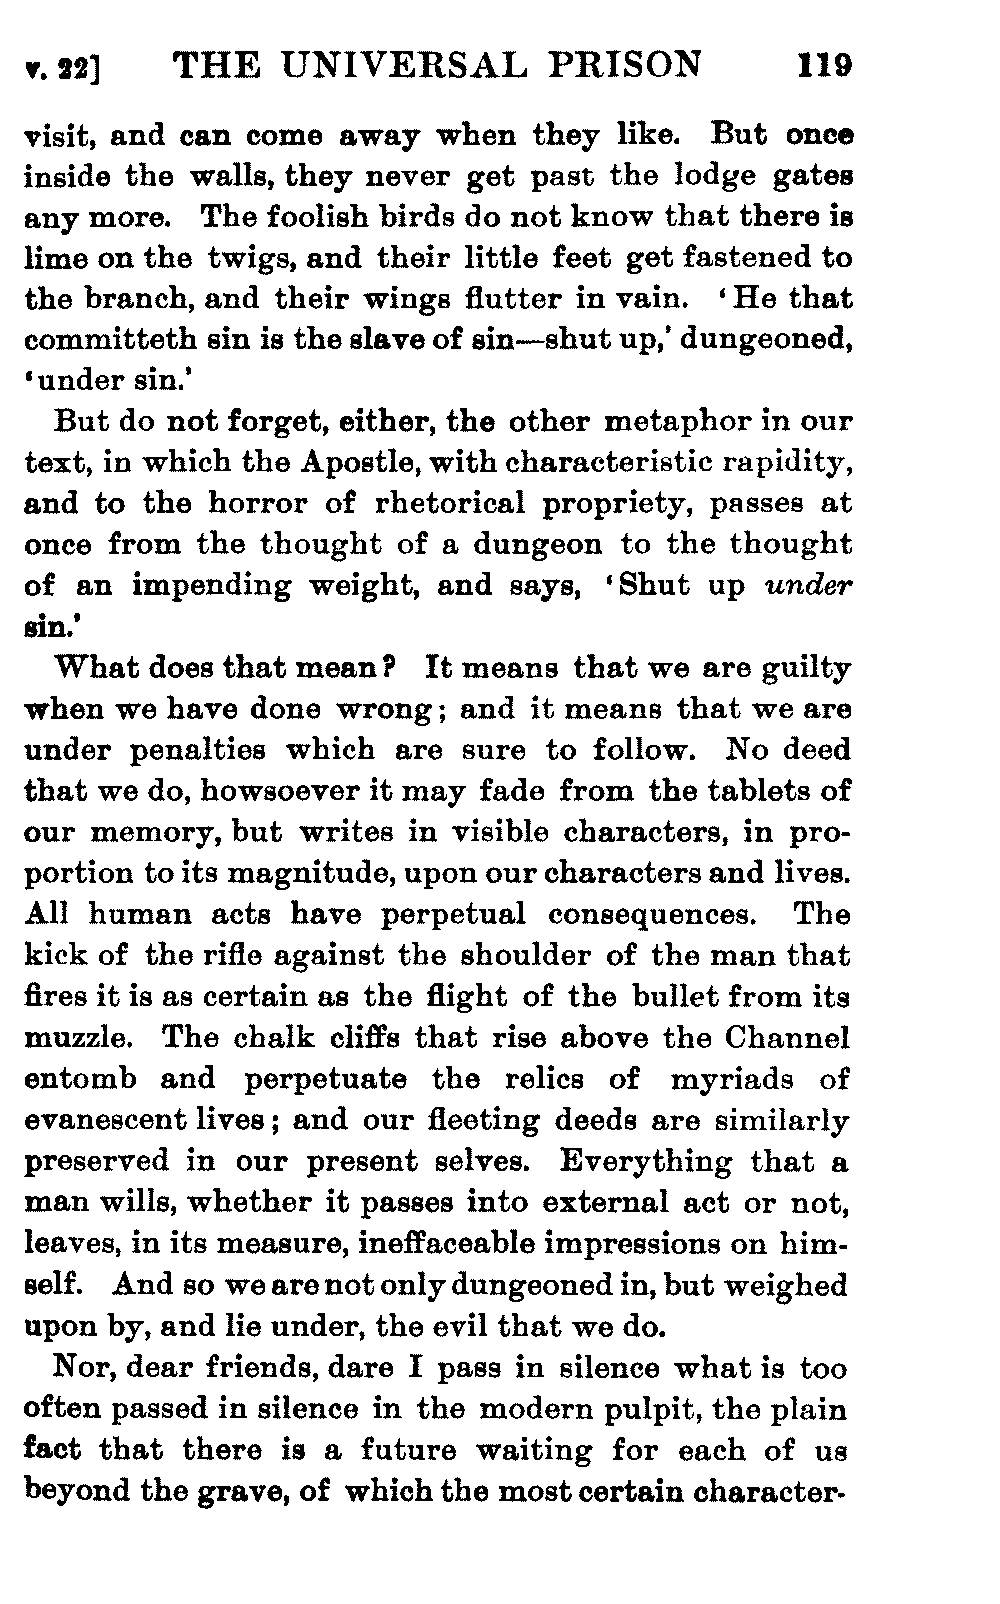 v. 22] THE UNIVERSAL PRISON 119
visit, and can come away when they like. But once
inside the walls, they never get past the lodge gates
any more. The foolish birds do not know that there is
lime on the twigs, and their little feet get fastened to
the branch, and their wings flutter in vain. ‘He that
committeth sin is the slave of sin—shut up,’ dungeoned,
‘under sin.’
But do not forget, either, the other metaphor in our
text, in which the Apostle, with characteristic rapidity,
and to the horror of rhetorical propriety, passes at
once from the thought of a dungeon to the thought
of an impending weight, and says, ‘Shut up under
sin.’
What does that mean? It means that we are guilty
when we have done wrong; and it means that we are
under penalties which are sure to follow. No deed
that we do, howsoever it may fade from the tablets of
our memory, but writes in visible characters, in pro-
portion to its magnitude, upon our characters and lives.
All human acts have perpetual consequences. The
kick of the rifle against the shoulder of the man that
fires it is as certain as the flight of the bullet from its
muzzle. The chalk cliffs that rise above the Channel
entomb and perpetuate the relics of myriads of
evanescent lives; and our fleeting deeds are similarly
preserved in our present selves. Everything that a
man wills, whether it passes into external act or not,
leaves, in its measure, ineffaceable impressions on him-
self. And so we are not only dungeoned in, but weighed
upon by, and lie under, the evil that we do.
Nor, dear friends, dare I pass in silence what is too
often passed in silence in the modern pulpit, the plain
fact that there is a future waiting for each of us
beyond the grave, of which the most certain character-